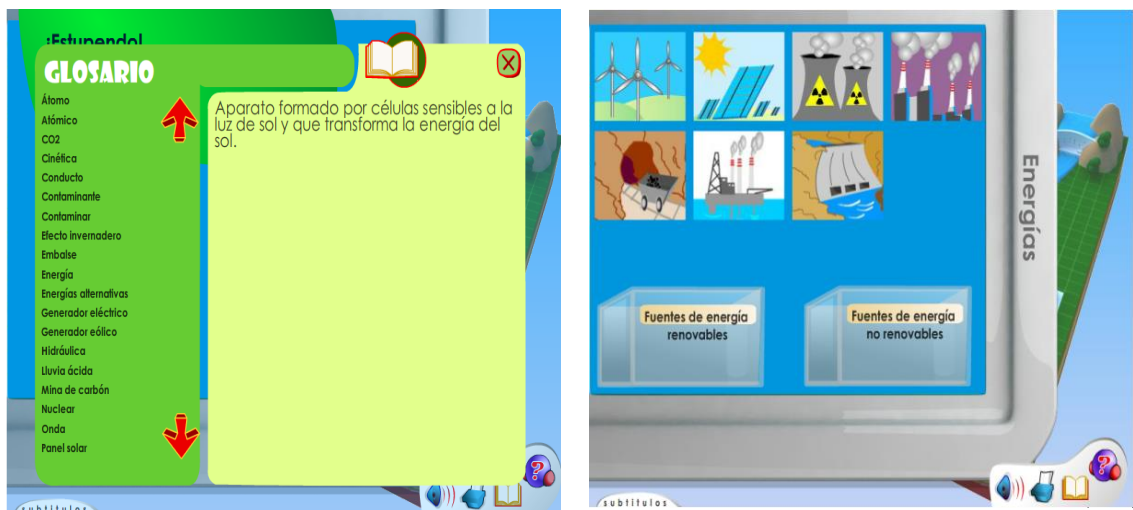 ¡Estupendo!
GLOSARIO
Átomo
Atómico
CO2
Cinética
Conducto
Contaminante
Contaminar
Efecto invernadero
Embalse
Energía
Energías alternativas
Generador eléctrico
Generador eólico
Hidráulica
Lluvia ácida
Mina de carbón
Nuclear
Onda
Panel solar
Aparato formado por células sensibles a la
luz de sol y que transforma la energía del
sol.
subtitulos
Energías
Fuentes de energía
renovables
Fuentes de energía
no renovables
subtitulos